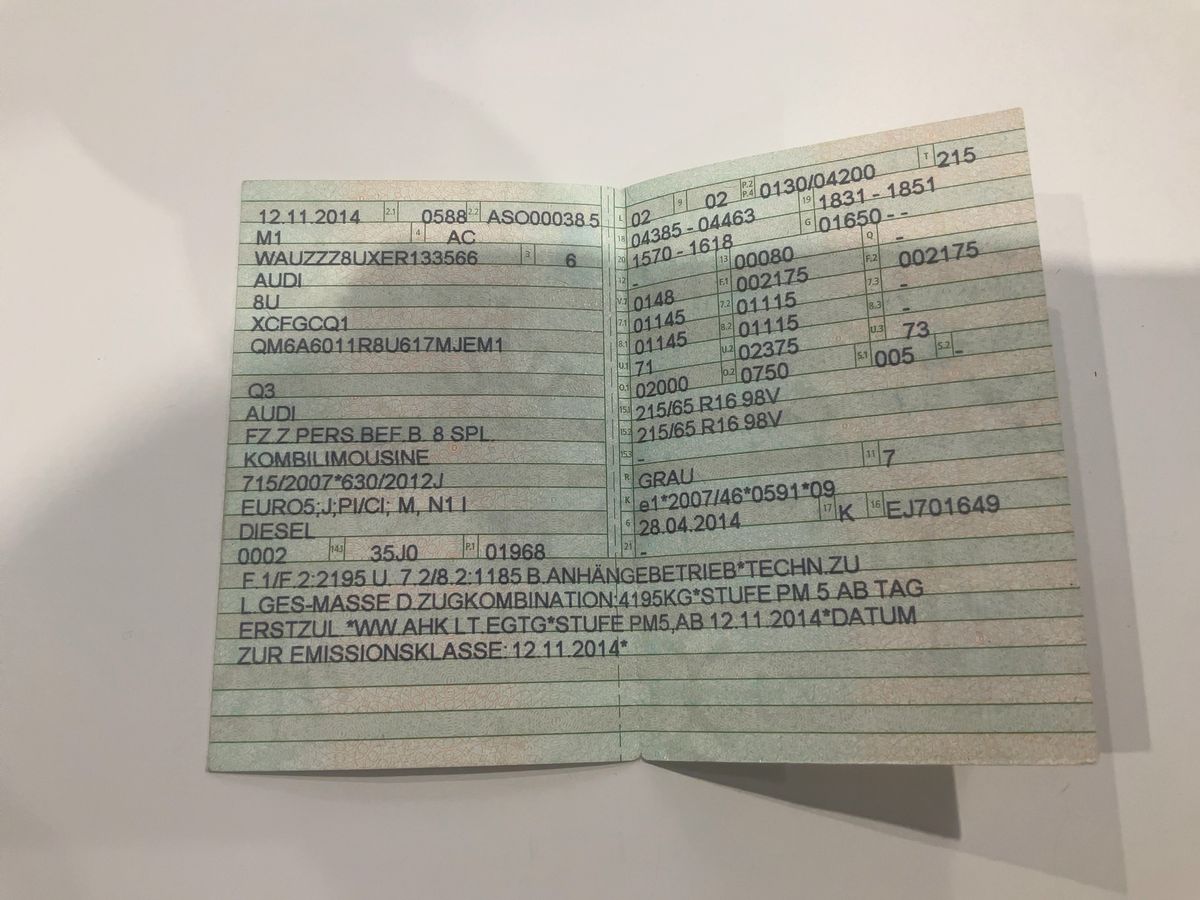 12.11.2014 2.1 0588 2.2 ASO00038 5
M1 4 AC
WAUZZZ8UXER133566 3 6
AUDI
8U
XCFGCQ1
QM6A6011R8U617MJEM1
Q3
AUDI
FZ.Z.PERS.BEF.B. 8 SPL.
KOMBILIMOUSINE
715/2007*630/2012J
EURO5;J;PI/CI; M, N1 I
DIESEL
0002 14.1 35J0 P.1 01968
L 02 9 02 P.2 P.4 0130/04200 T 215
18 04385 - 04463 19 1831 - 1851
20 1570 - 1618 G 01650 - -
12 - 13 00080 Q -
V.7 0148 F.1 002175 F.2 002175
7.1 01145 7.2 01115 7.3 -
8.1 01145 8.2 01115 8.3 -
U.1 71 U.2 02375 U.3 73
O.1 02000 O.2 0750 S.1 005 S.2 -
15.1 215/65 R16 98V
15.2 215/65 R16 98V
15.3 -
R GRAU 11 7
K e1*2007/46*0591*09
6 28.04.2014 17 K 16 EJ701649
21 -
F.1/F.2:2195 U. 7.2/8.2:1185 B.ANHÄNGEBETRIEB*TECHN.ZU
L.GES-MASSE D.ZUGKOMBINATION:4195KG*STUFE PM 5 AB TAG
ERSTZUL.*WW.AHK LT.EGTG*STUFE PM5,AB 12.11.2014*DATUM
ZUR EMISSIONSKLASSE: 12.11.2014*